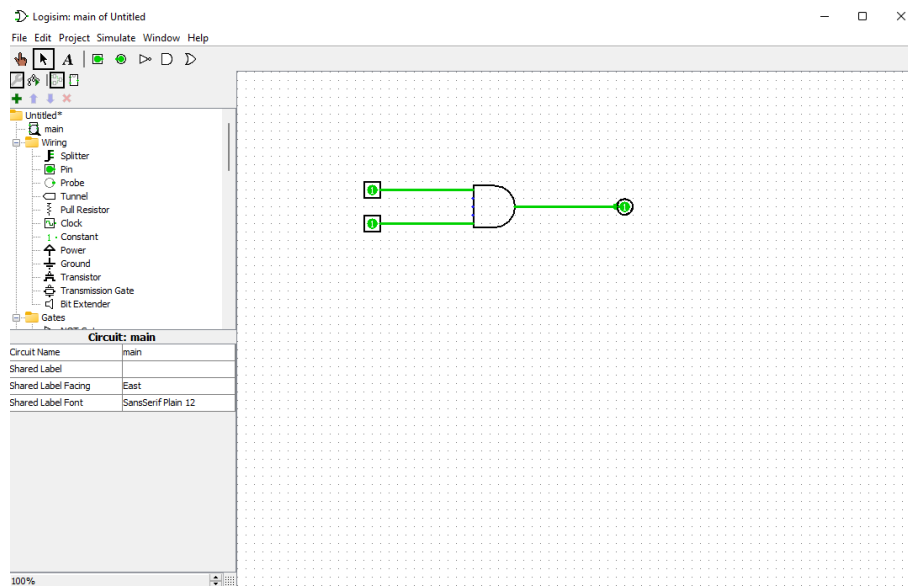 Logisim: main of Untitled
File Edit Project Simulate Window Help
A
Untitled*
main
Wiring
Splitter
Pin
Probe
Tunnel
Pull Resistor
Clock
1 Constant
Power
Ground
Transistor
Transmission Gate
Bit Extender
Gates
Circuit: main
Circuit Name main
Shared Label
Shared Label Facing East
Shared Label Font SansSerif Plain 12
100%
1
1
1